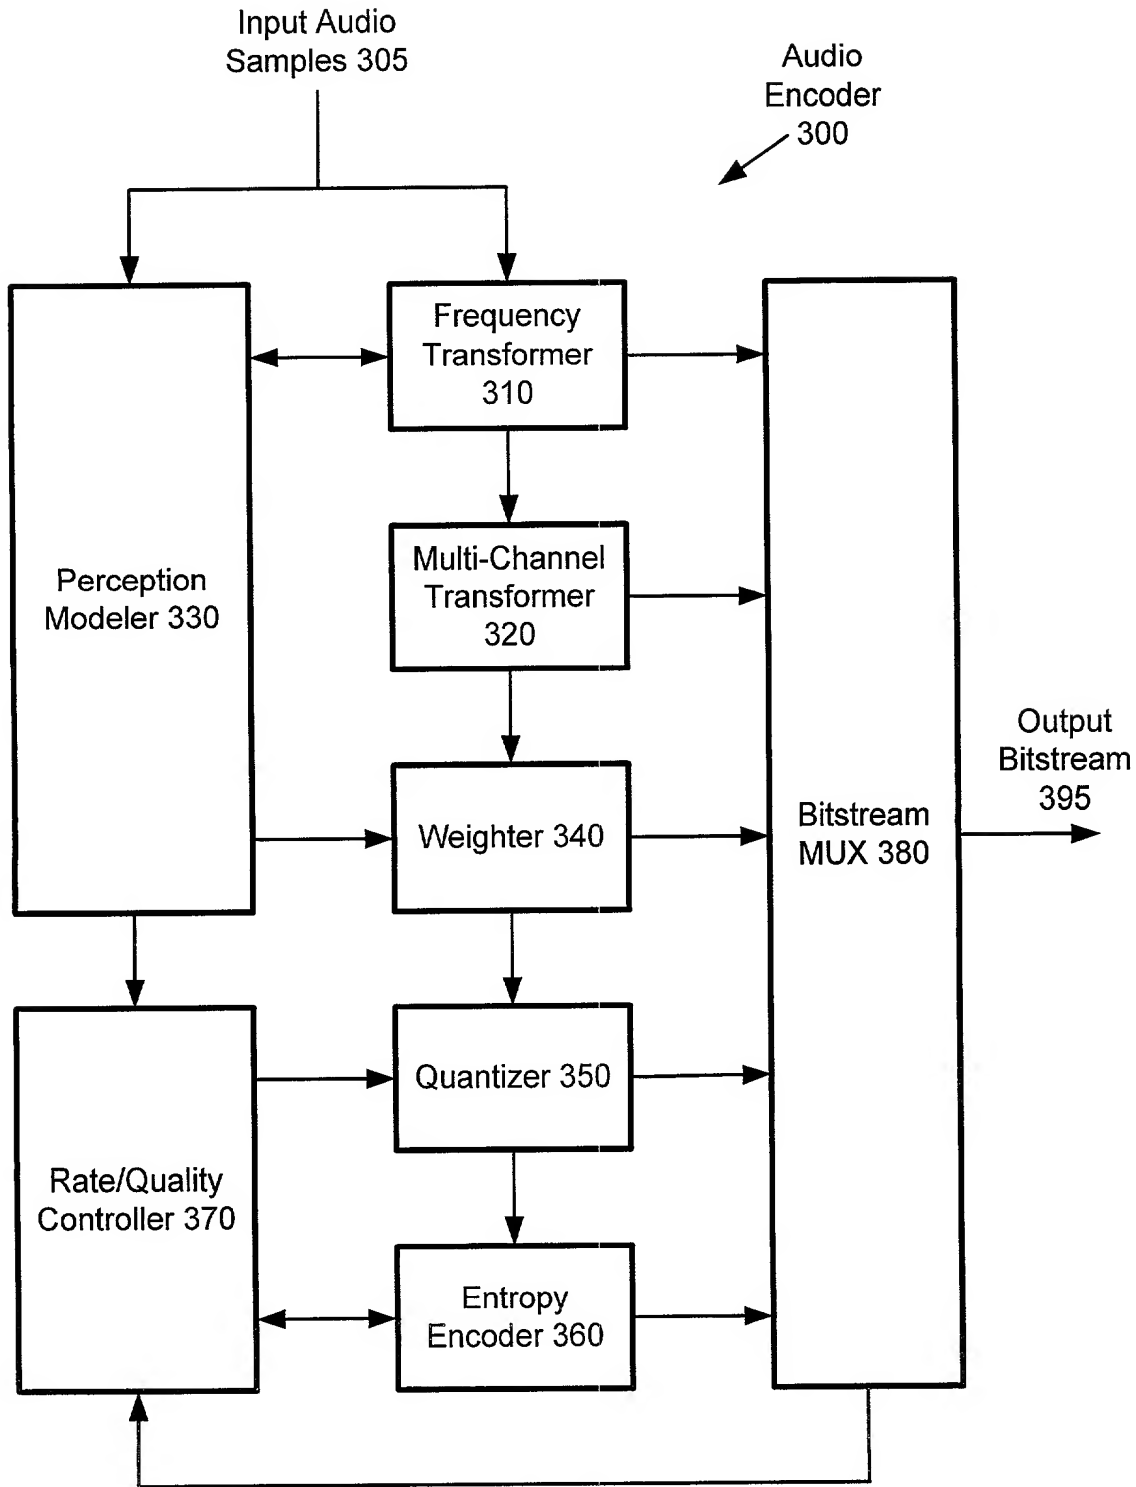 Input Audio
Samples 305
Audio
Encoder
300
Frequency
Transformer
310
Multi-Channel
Transformer
320
Perception
Modeler 330
Weighter 340
Bitstream
MUX 380
Output
Bitstream
395
Quantizer 350
Rate/Quality
Controller 370
Entropy
Encoder 360